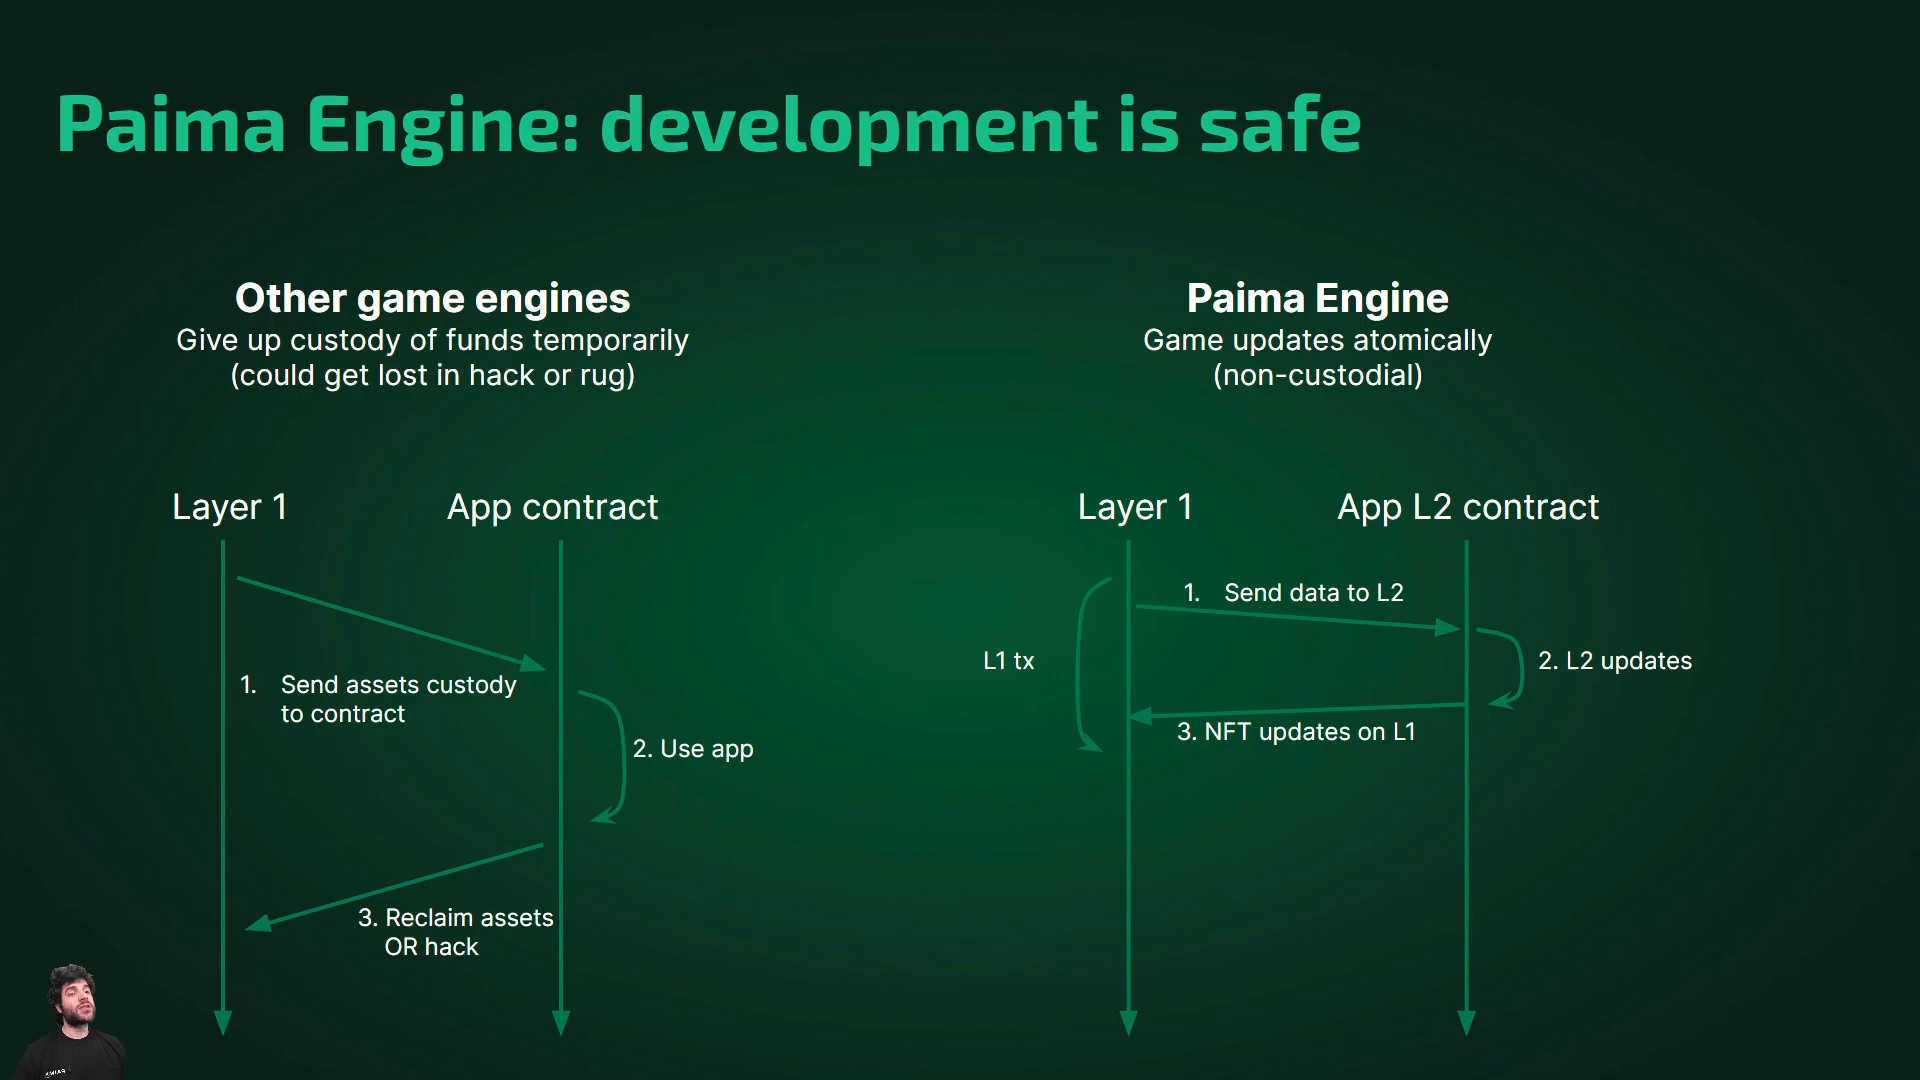 Paima Engine: development is safe
Other game engines
Give up custody of funds temporarily
(could get lost in hack or rug)
Layer 1
App contract
1. Send assets custody
to contract
2. Use app
3. Reclaim assets
OR hack
Paima Engine
Game updates atomically
(non-custodial)
Layer 1
App L2 contract
1. Send data to L2
L1 tx
2. L2 updates
3. NFT updates on L1